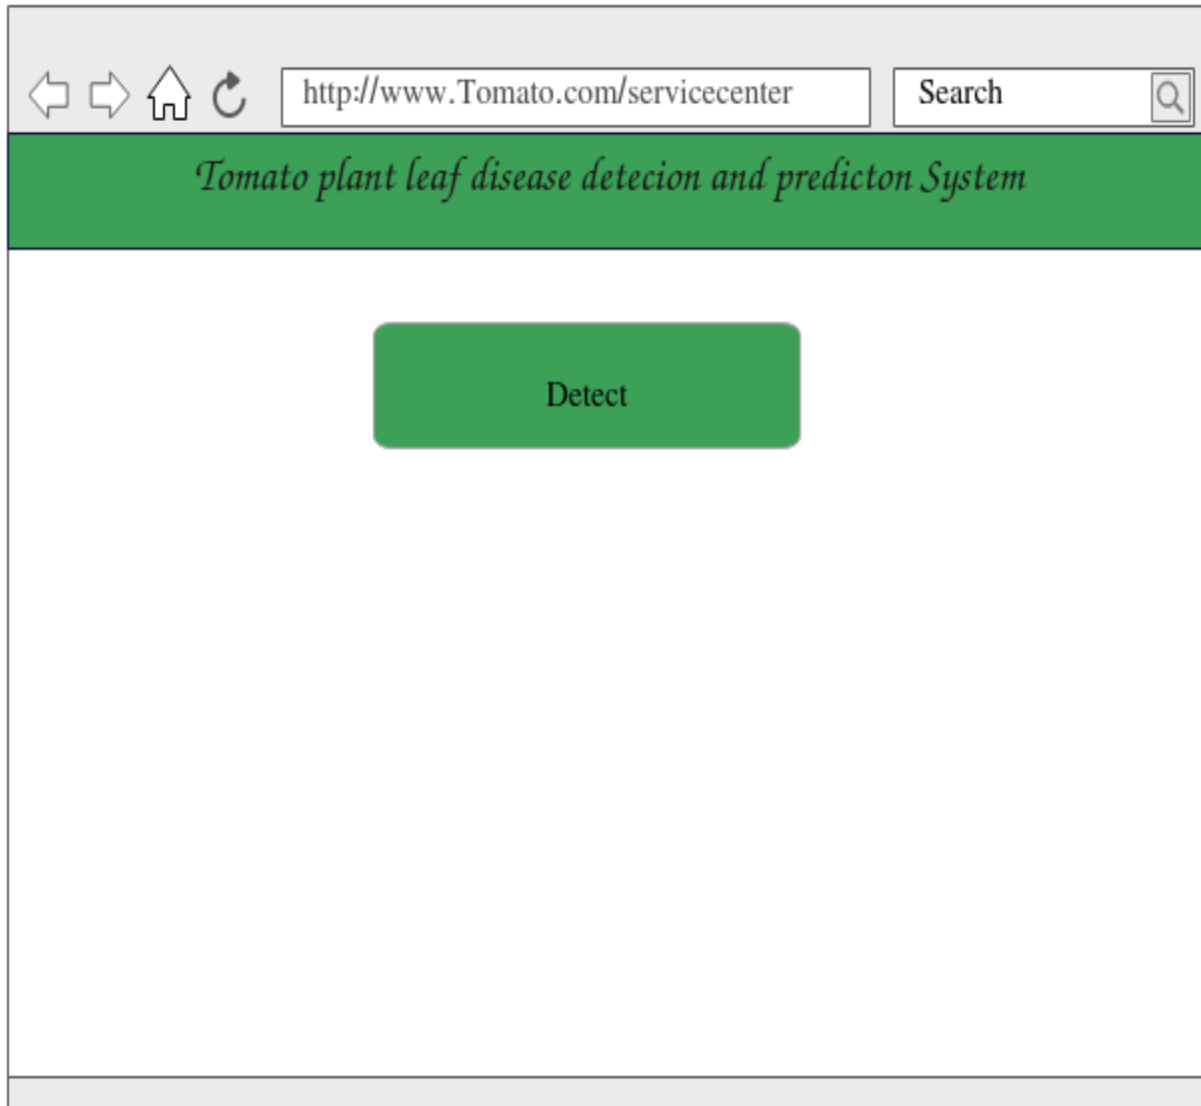 http://www.Tomato.com/servicecenter
Search
Tomato plant leaf disease detecion and predicton System
Detect